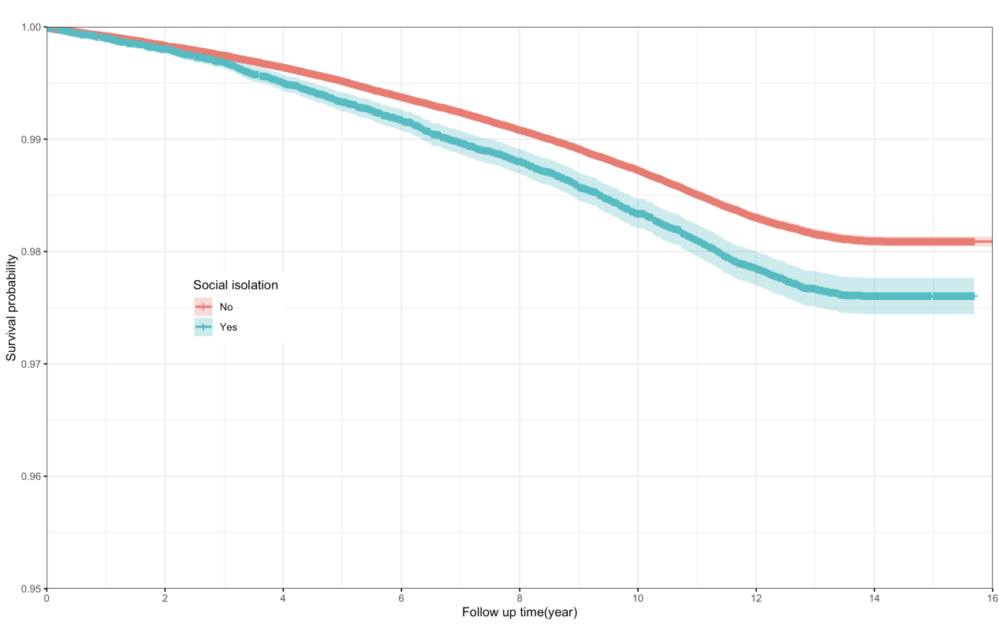 1.00
0.99
0.98
0.97
0.96
0.95
Survival probability
Social isolation
No
Yes
0 2 4 6 8 10 12 14 16
Follow up time(year)